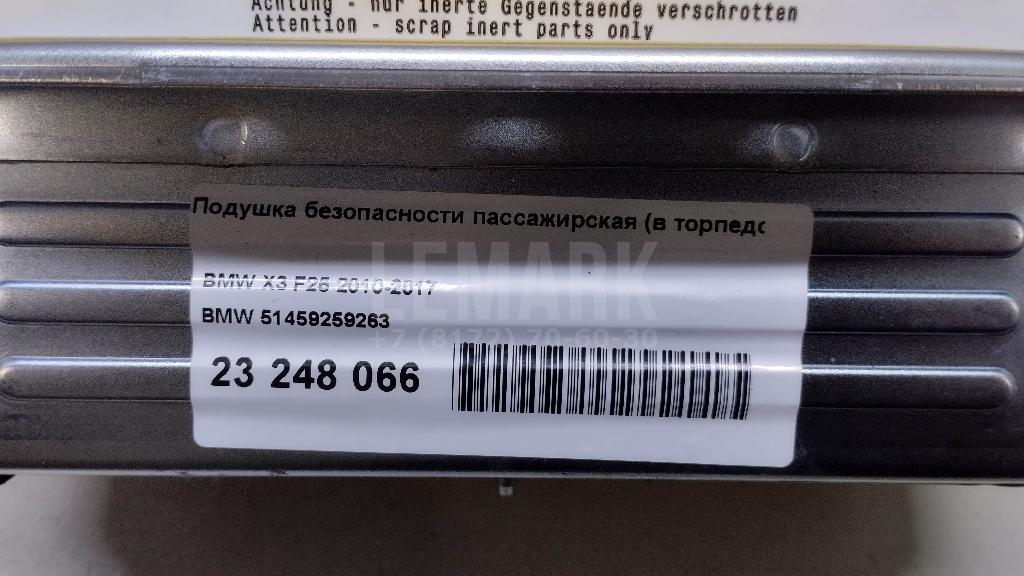 Achtung - nur inerte Gegenstaende verschrotten
Attention - scrap inert parts only
Подушка безопасности пассажирская (в торпедо
LEMARK
BMW X3 F25 2010-2017
+7 (8172) 70-60-30
BMW 51459259263
23 248 066